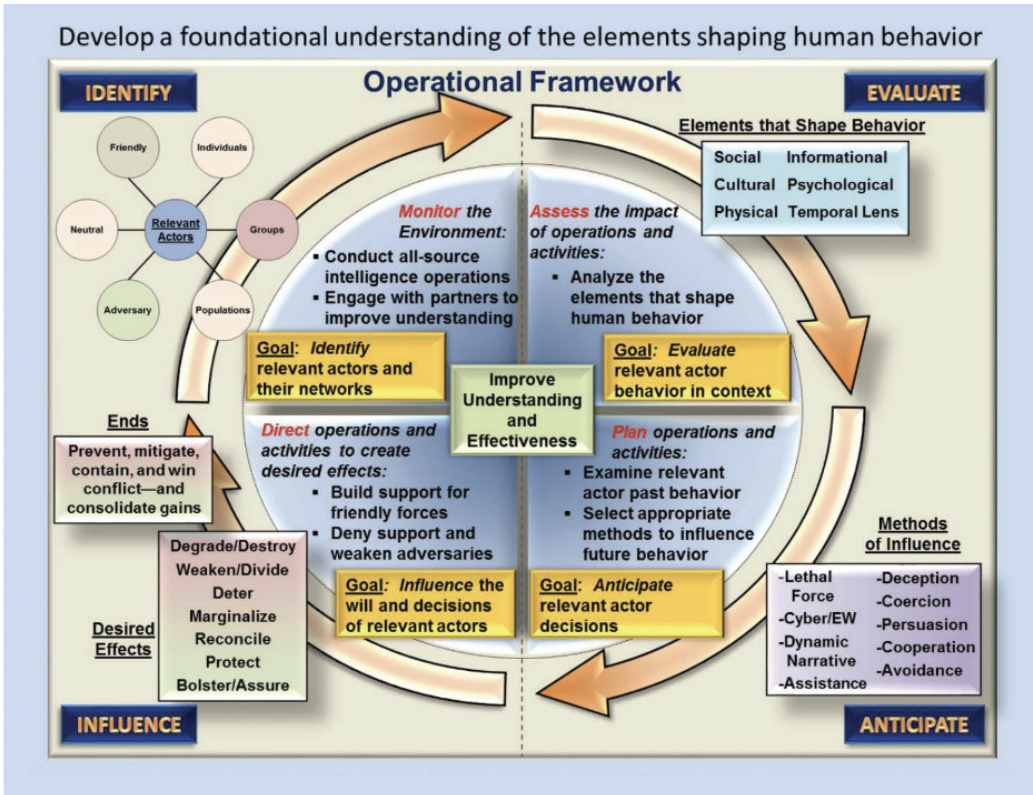 Develop a foundational understanding of the elements shaping human behavior
Operational Framework
IDENTIFY
Friendly
Individuals
Neutral
Relevant
Actors
Groups
Adversary
Populations
Monitor the
Environment:
▪ Conduct all-source
intelligence operations
▪ Engage with partners to
improve understanding
Goal: Identify
relevant actors and
their networks
EVALUATE
Elements that Shape Behavior
Social Informational
Cultural Psychological
Physical Temporal Lens
Assess the impact
of operations and
activities:
▪ Analyze the
elements that shape
human behavior
Goal: Evaluate
relevant actor
behavior in context
Improve
Understanding
and
Effectiveness
Plan operations and
activities:
▪ Examine relevant
actor past behavior
▪ Select appropriate
methods to influence
future behavior
Goal: Anticipate
relevant actor
decisions
Methods
of Influence
-Lethal
Force
-Cyber/EW
-Dynamic
Narrative
-Assistance
-Deception
-Coercion
-Persuasion
-Cooperation
-Avoidance
ANTICIPATE
Direct operations and
activities to create
desired effects:
▪ Build support for
friendly forces
▪ Deny support and
weaken adversaries
Goal: Influence the
will and decisions
of relevant actors
Ends
Prevent, mitigate,
contain, and win
conflict—and
consolidate gains
Desired
Effects
Degrade/Destroy
Weaken/Divide
Deter
Marginalize
Reconcile
Protect
Bolster/Assure
INFLUENCE